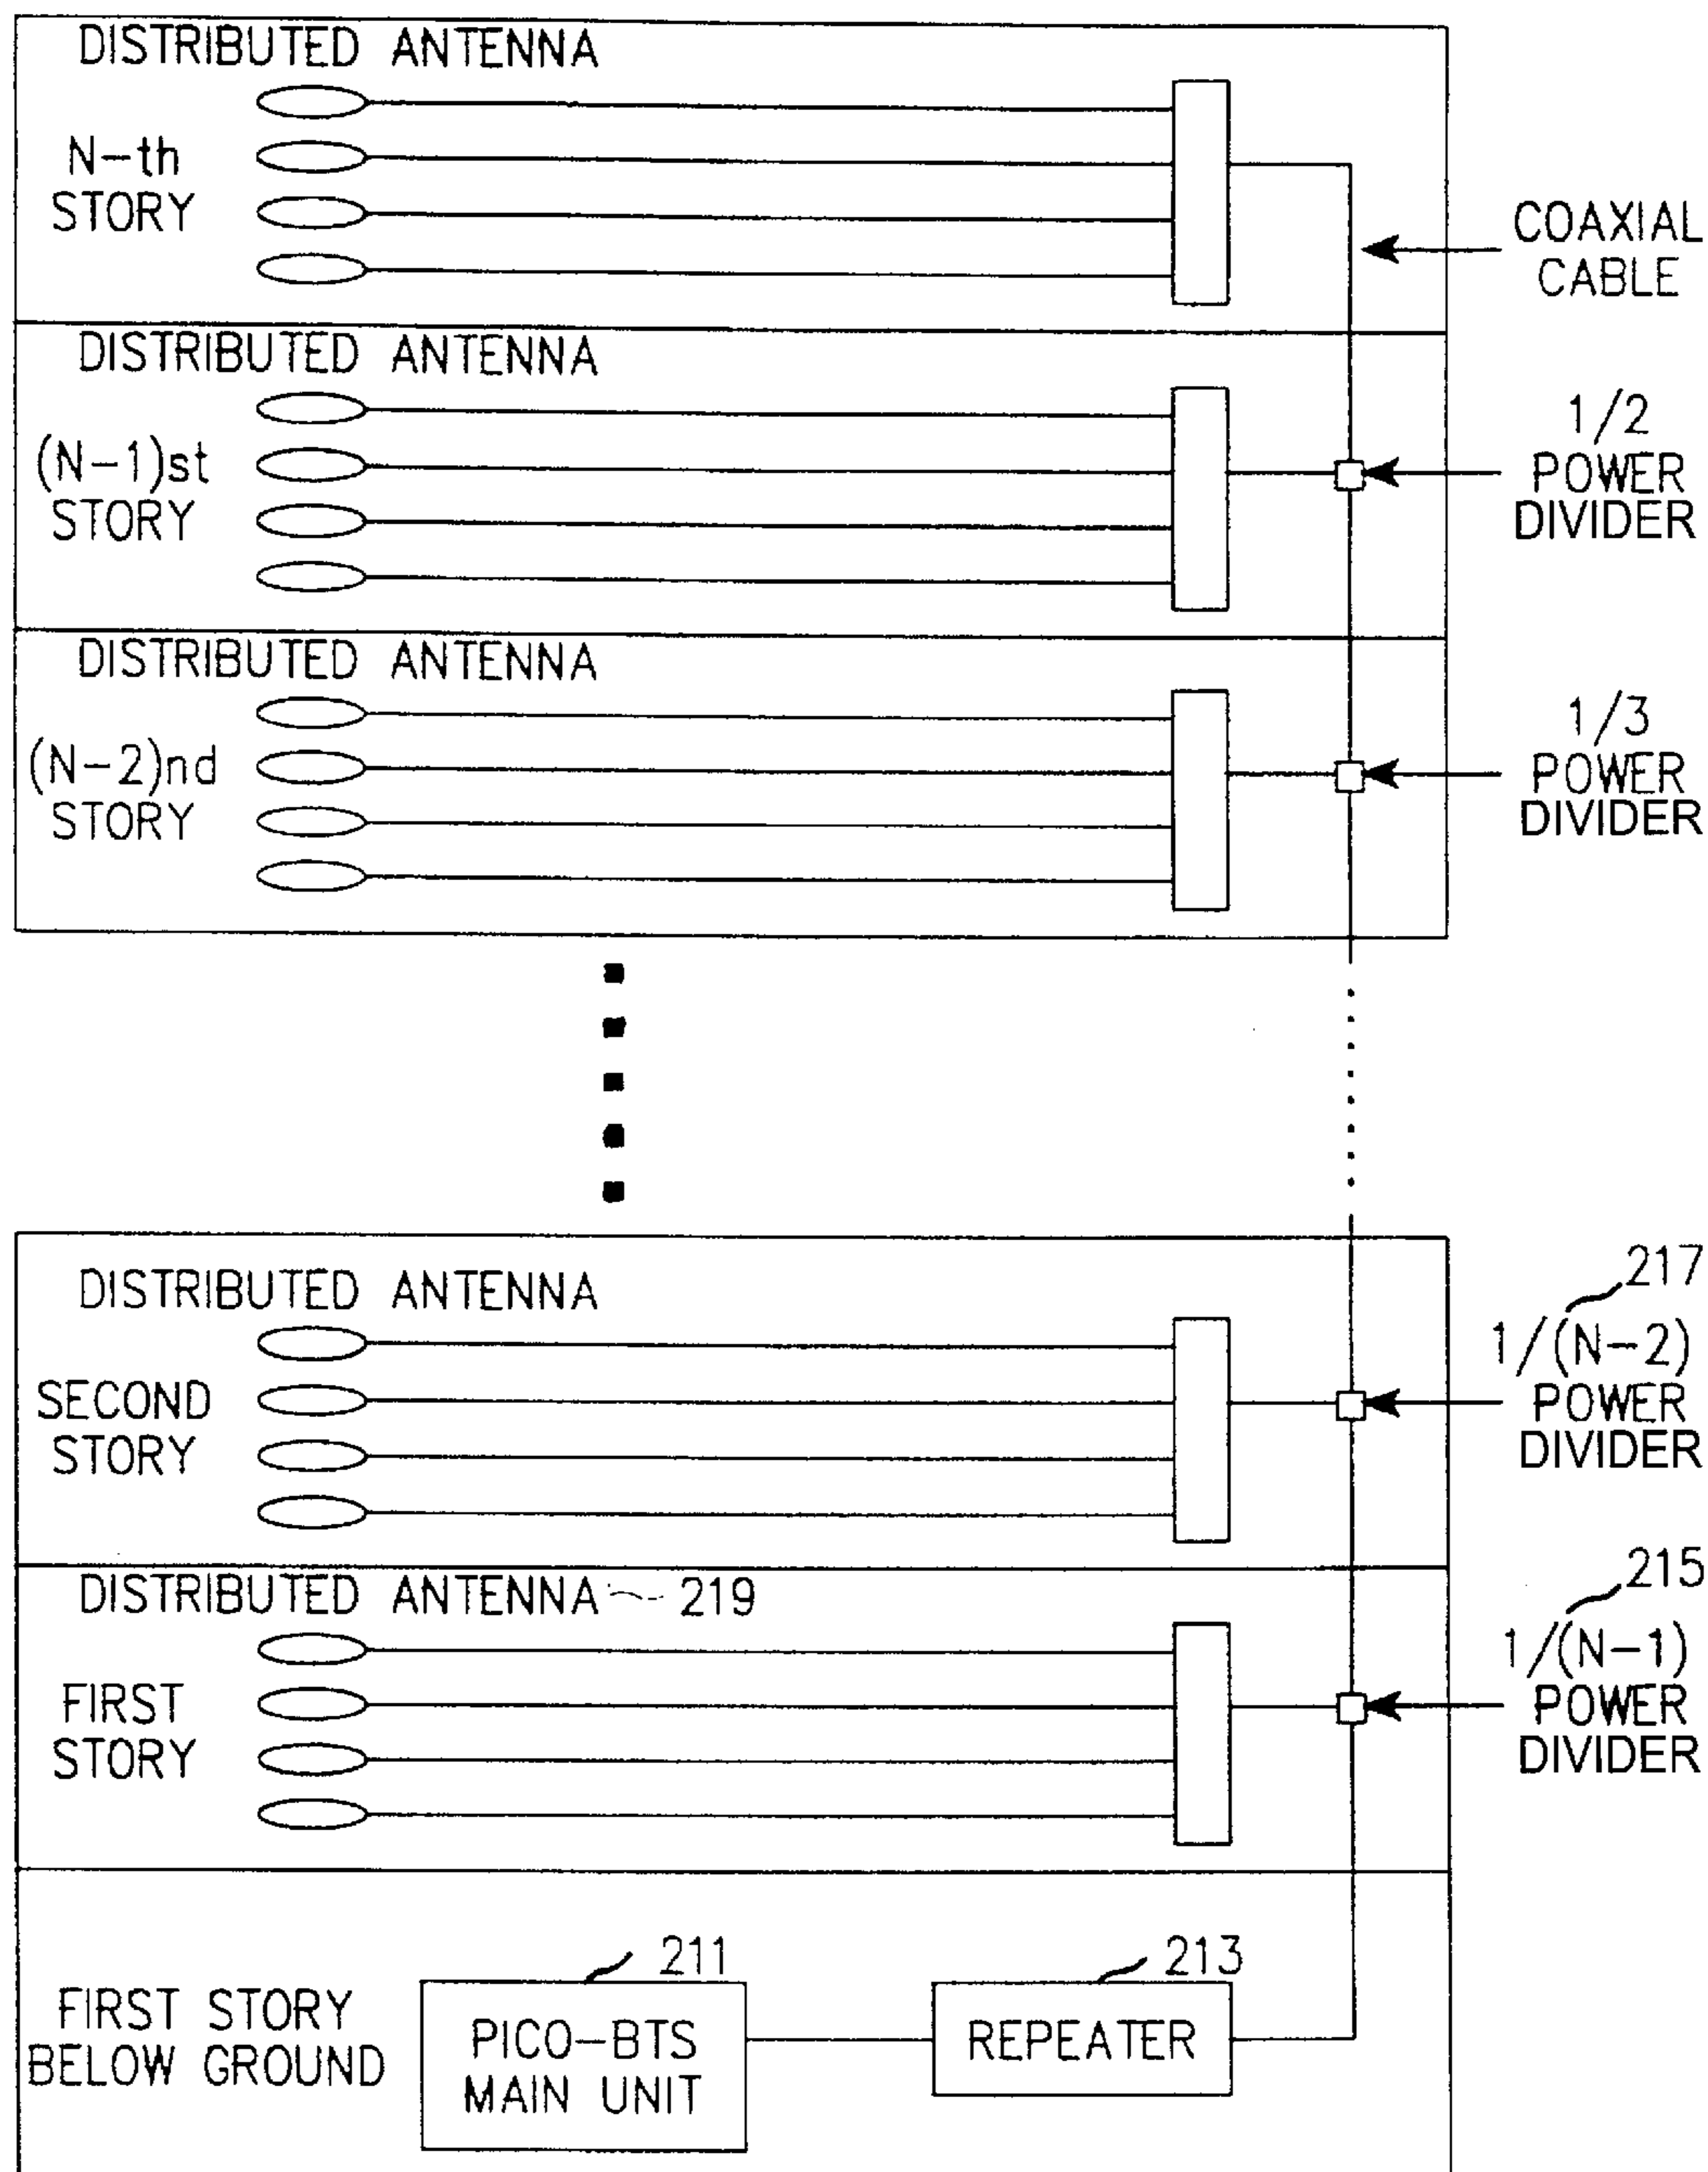 DISTRIBUTED ANTENNA
N-th
STORY
COAXIAL
CABLE
DISTRIBUTED ANTENNA
(N-1)st
STORY
1/2
POWER
DIVIDER
DISTRIBUTED ANTENNA
(N-2)nd
STORY
1/3
POWER
DIVIDER
DISTRIBUTED ANTENNA
SECOND
STORY
217
1/(N-2)
POWER
DIVIDER
DISTRIBUTED ANTENNA 219
FIRST
STORY
215
1/(N-1)
POWER
DIVIDER
FIRST STORY
BELOW GROUND
211
PICO-BTS
MAIN UNIT
213
REPEATER